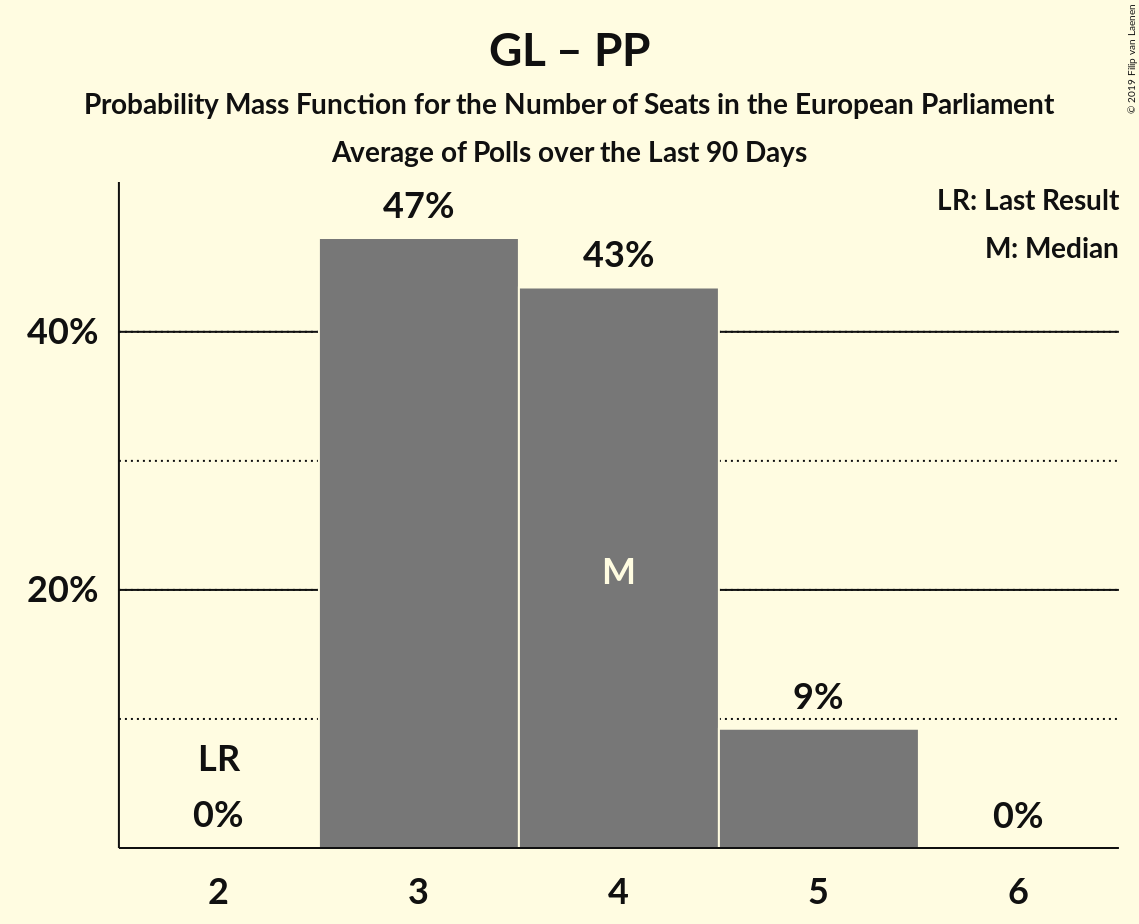 GL – PP
Probability Mass Function for the Number of Seats in the European Parliament
Average of Polls over the Last 90 Days
© 2019 Filip van Laenen
LR: Last Result
M: Median
47%
43%
40%
M
20%
9%
LR
0%
0%
2
3
4
5
6